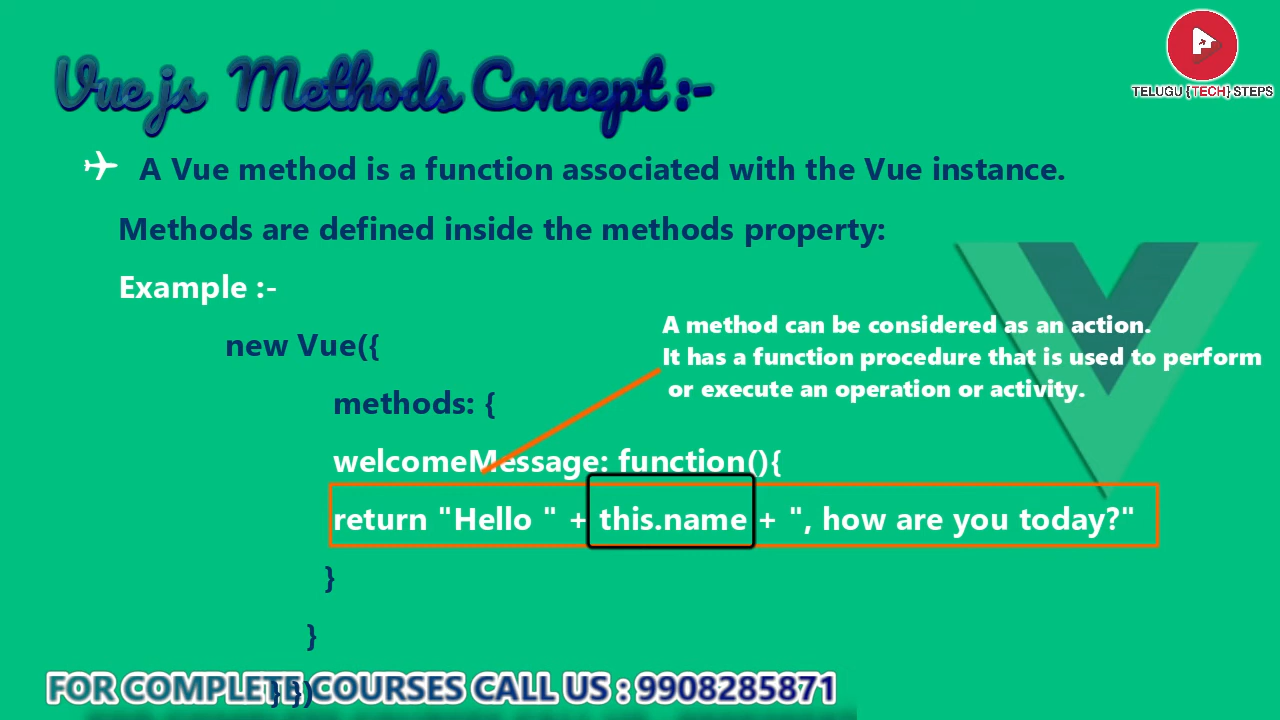 Vue js Methods Concept :-
TELUGU {TECH} STEPS
A Vue method is a function associated with the Vue instance.
Methods are defined inside the methods property:
Example :-
A method can be considered as an action.
It has a function procedure that is used to perform
or execute an operation or activity.
new Vue({
methods: {
welcomeMessage: function(){
return "Hello " + this.name + ", how are you today?"
}
}
} })
FOR COMPLETE COURSES CALL US : 9908285871